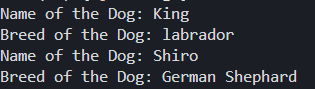 Name of the Dog: King
Breed of the Dog: labrador
Name of the Dog: Shiro
Breed of the Dog: German Shephard